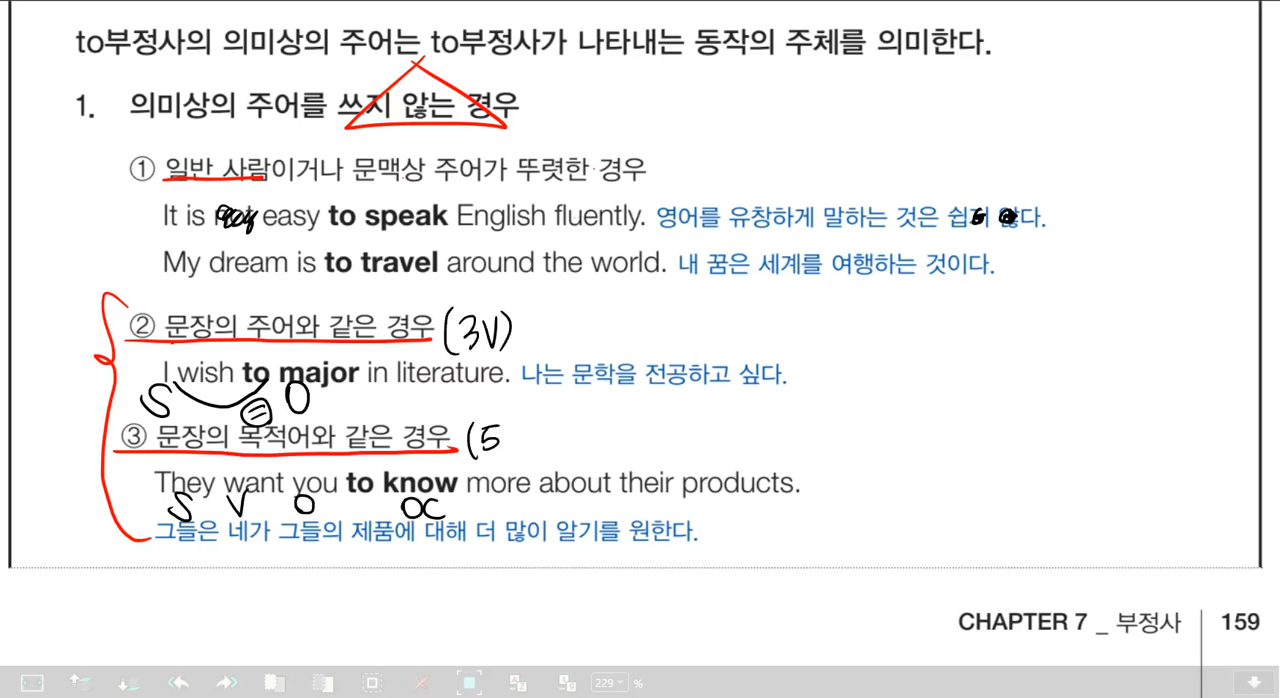 to부정사의 의미상의 주어는 to부정사가 나타내는 동작의 주체를 의미한다.
1. 의미상의 주어를 쓰지 않는 경우
① 일반 사람이거나 문맥상 주어가 뚜렷한 경우
It is easy to speak English fluently. 영어를 유창하게 말하는 것은
My dream is to travel around the world. 내 꿈은 세계를 여행하는 것이다.
② 문장의 주어와 같은 경우 (3V)
I wish to major in literature. 나는 문학을 전공하고 싶다.
S O
③ 문장의 목적어와 같은 경우 (5
They want you to know more about their products.
S V O OC
그들은 네가 그들의 제품에 대해 더 많이 알기를 원한다.
CHAPTER 7 _ 부정사 159
229 %